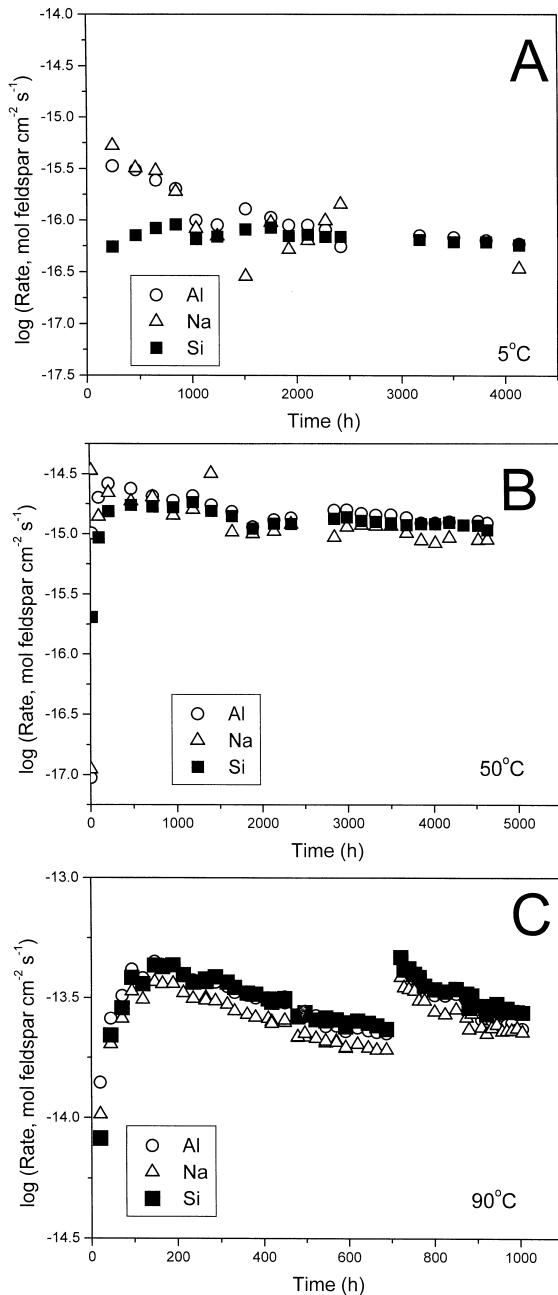 A
log (Rate, mol feldspar cm⁻² s⁻¹)
-14.0
-14.5
-15.0
-15.5
-16.0
-16.5
-17.0
-17.5
Al
Na
Si
5°C
0 1000 2000 3000 4000
Time (h)
B
log (Rate, mol feldspar cm⁻² s⁻¹)
-14.5
-15.0
-15.5
-16.0
-16.5
-17.0
Al
Na
Si
50°C
0 1000 2000 3000 4000 5000
Time (h)
C
log (Rate, mol feldspar cm⁻² s⁻¹)
-13.0
-13.5
-14.0
-14.5
Al
Na
Si
90°C
0 200 400 600 800 1000
Time (h)